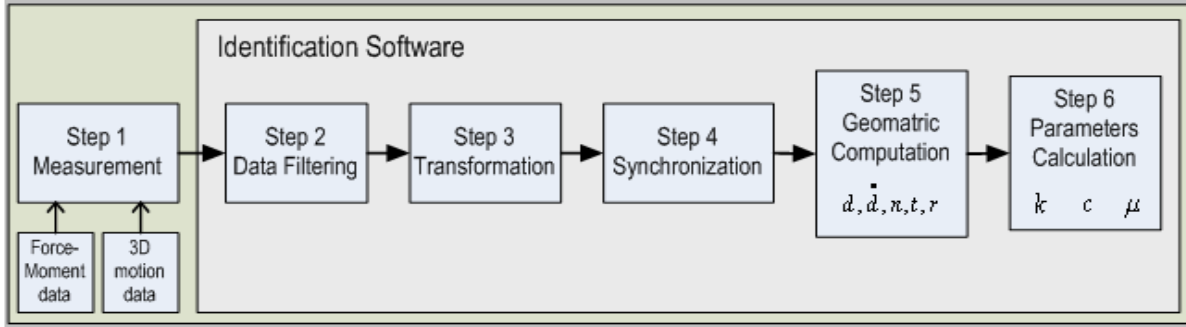 Identification Software
Step 1
Measurement
Force-
Moment
data
3D
motion
data
Step 2
Data Filtering
Step 3
Transformation
Step 4
Synchronization
Step 5
Geomatric
Computation
d, ḋ, n, t, r
Step 6
Parameters
Calculation
k c μ